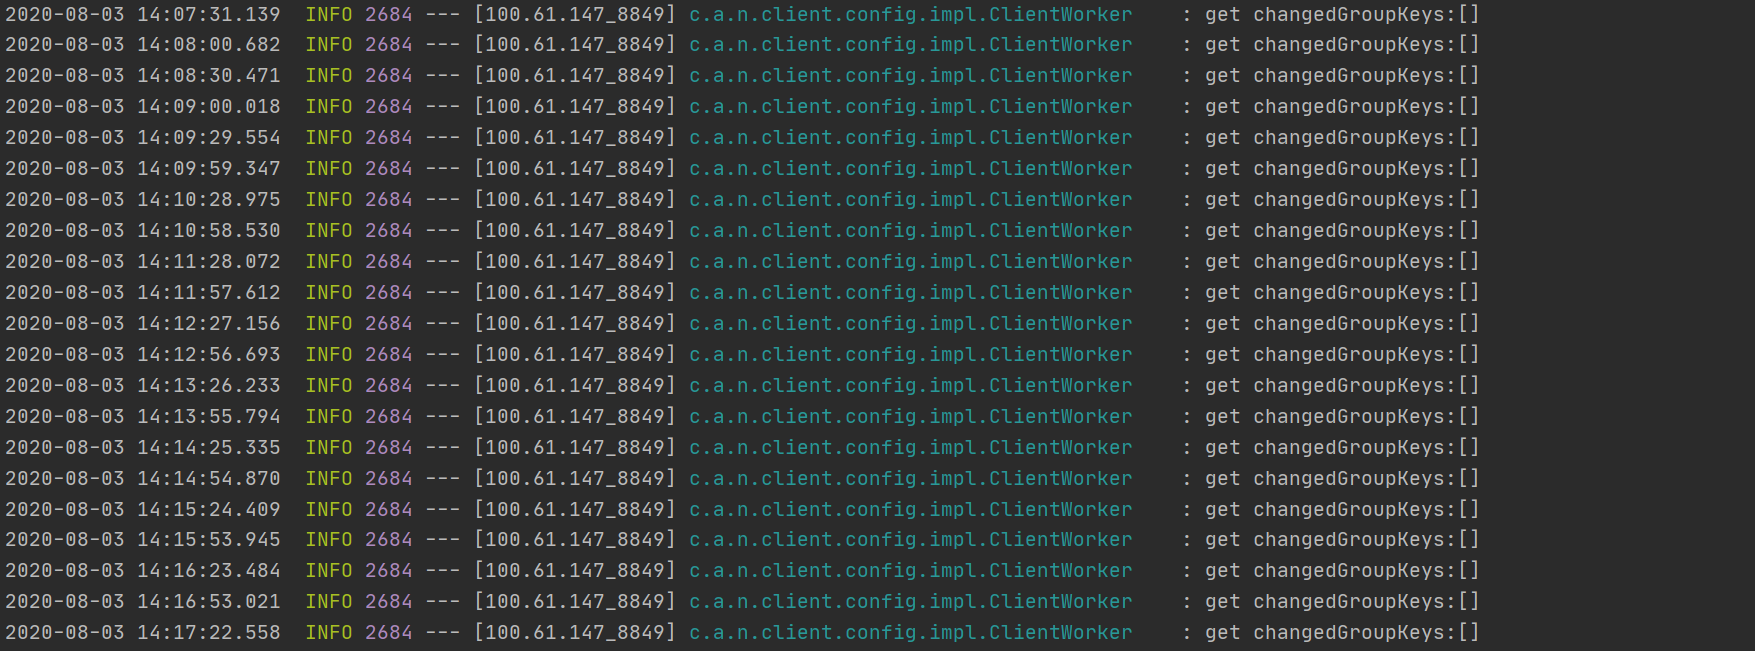 2020-08-03 14:07:31.139  INFO 2684 --- [100.61.147_8849] c.a.n.client.config.impl.ClientWorker    : get changedGroupKeys:[]
2020-08-03 14:08:00.682  INFO 2684 --- [100.61.147_8849] c.a.n.client.config.impl.ClientWorker    : get changedGroupKeys:[]
2020-08-03 14:08:30.471  INFO 2684 --- [100.61.147_8849] c.a.n.client.config.impl.ClientWorker    : get changedGroupKeys:[]
2020-08-03 14:09:00.018  INFO 2684 --- [100.61.147_8849] c.a.n.client.config.impl.ClientWorker    : get changedGroupKeys:[]
2020-08-03 14:09:29.554  INFO 2684 --- [100.61.147_8849] c.a.n.client.config.impl.ClientWorker    : get changedGroupKeys:[]
2020-08-03 14:09:59.347  INFO 2684 --- [100.61.147_8849] c.a.n.client.config.impl.ClientWorker    : get changedGroupKeys:[]
2020-08-03 14:10:28.975  INFO 2684 --- [100.61.147_8849] c.a.n.client.config.impl.ClientWorker    : get changedGroupKeys:[]
2020-08-03 14:10:58.530  INFO 2684 --- [100.61.147_8849] c.a.n.client.config.impl.ClientWorker    : get changedGroupKeys:[]
2020-08-03 14:11:28.072  INFO 2684 --- [100.61.147_8849] c.a.n.client.config.impl.ClientWorker    : get changedGroupKeys:[]
2020-08-03 14:11:57.612  INFO 2684 --- [100.61.147_8849] c.a.n.client.config.impl.ClientWorker    : get changedGroupKeys:[]
2020-08-03 14:12:27.156  INFO 2684 --- [100.61.147_8849] c.a.n.client.config.impl.ClientWorker    : get changedGroupKeys:[]
2020-08-03 14:12:56.693  INFO 2684 --- [100.61.147_8849] c.a.n.client.config.impl.ClientWorker    : get changedGroupKeys:[]
2020-08-03 14:13:26.233  INFO 2684 --- [100.61.147_8849] c.a.n.client.config.impl.ClientWorker    : get changedGroupKeys:[]
2020-08-03 14:13:55.794  INFO 2684 --- [100.61.147_8849] c.a.n.client.config.impl.ClientWorker    : get changedGroupKeys:[]
2020-08-03 14:14:25.335  INFO 2684 --- [100.61.147_8849] c.a.n.client.config.impl.ClientWorker    : get changedGroupKeys:[]
2020-08-03 14:14:54.870  INFO 2684 --- [100.61.147_8849] c.a.n.client.config.impl.ClientWorker    : get changedGroupKeys:[]
2020-08-03 14:15:24.409  INFO 2684 --- [100.61.147_8849] c.a.n.client.config.impl.ClientWorker    : get changedGroupKeys:[]
2020-08-03 14:15:53.945  INFO 2684 --- [100.61.147_8849] c.a.n.client.config.impl.ClientWorker    : get changedGroupKeys:[]
2020-08-03 14:16:23.484  INFO 2684 --- [100.61.147_8849] c.a.n.client.config.impl.ClientWorker    : get changedGroupKeys:[]
2020-08-03 14:16:53.021  INFO 2684 --- [100.61.147_8849] c.a.n.client.config.impl.ClientWorker    : get changedGroupKeys:[]
2020-08-03 14:17:22.558  INFO 2684 --- [100.61.147_8849] c.a.n.client.config.impl.ClientWorker    : get changedGroupKeys:[]